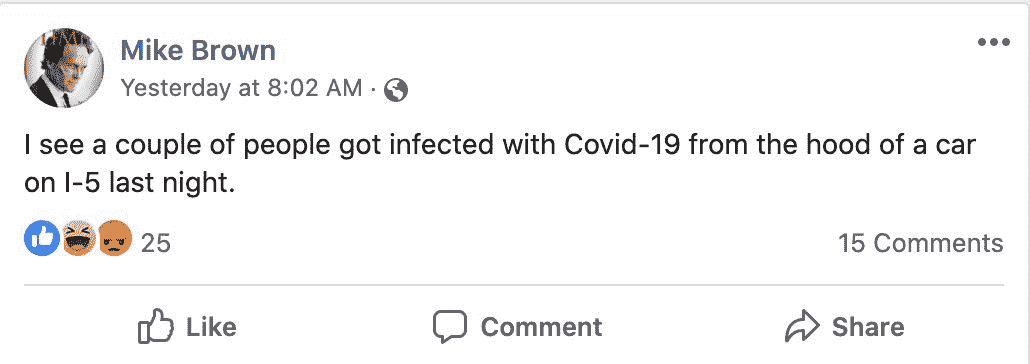 Mike Brown
Yesterday at 8:02 AM ·
I see a couple of people got infected with Covid-19 from the hood of a car
on I-5 last night.
25
15 Comments
Like
Comment
Share